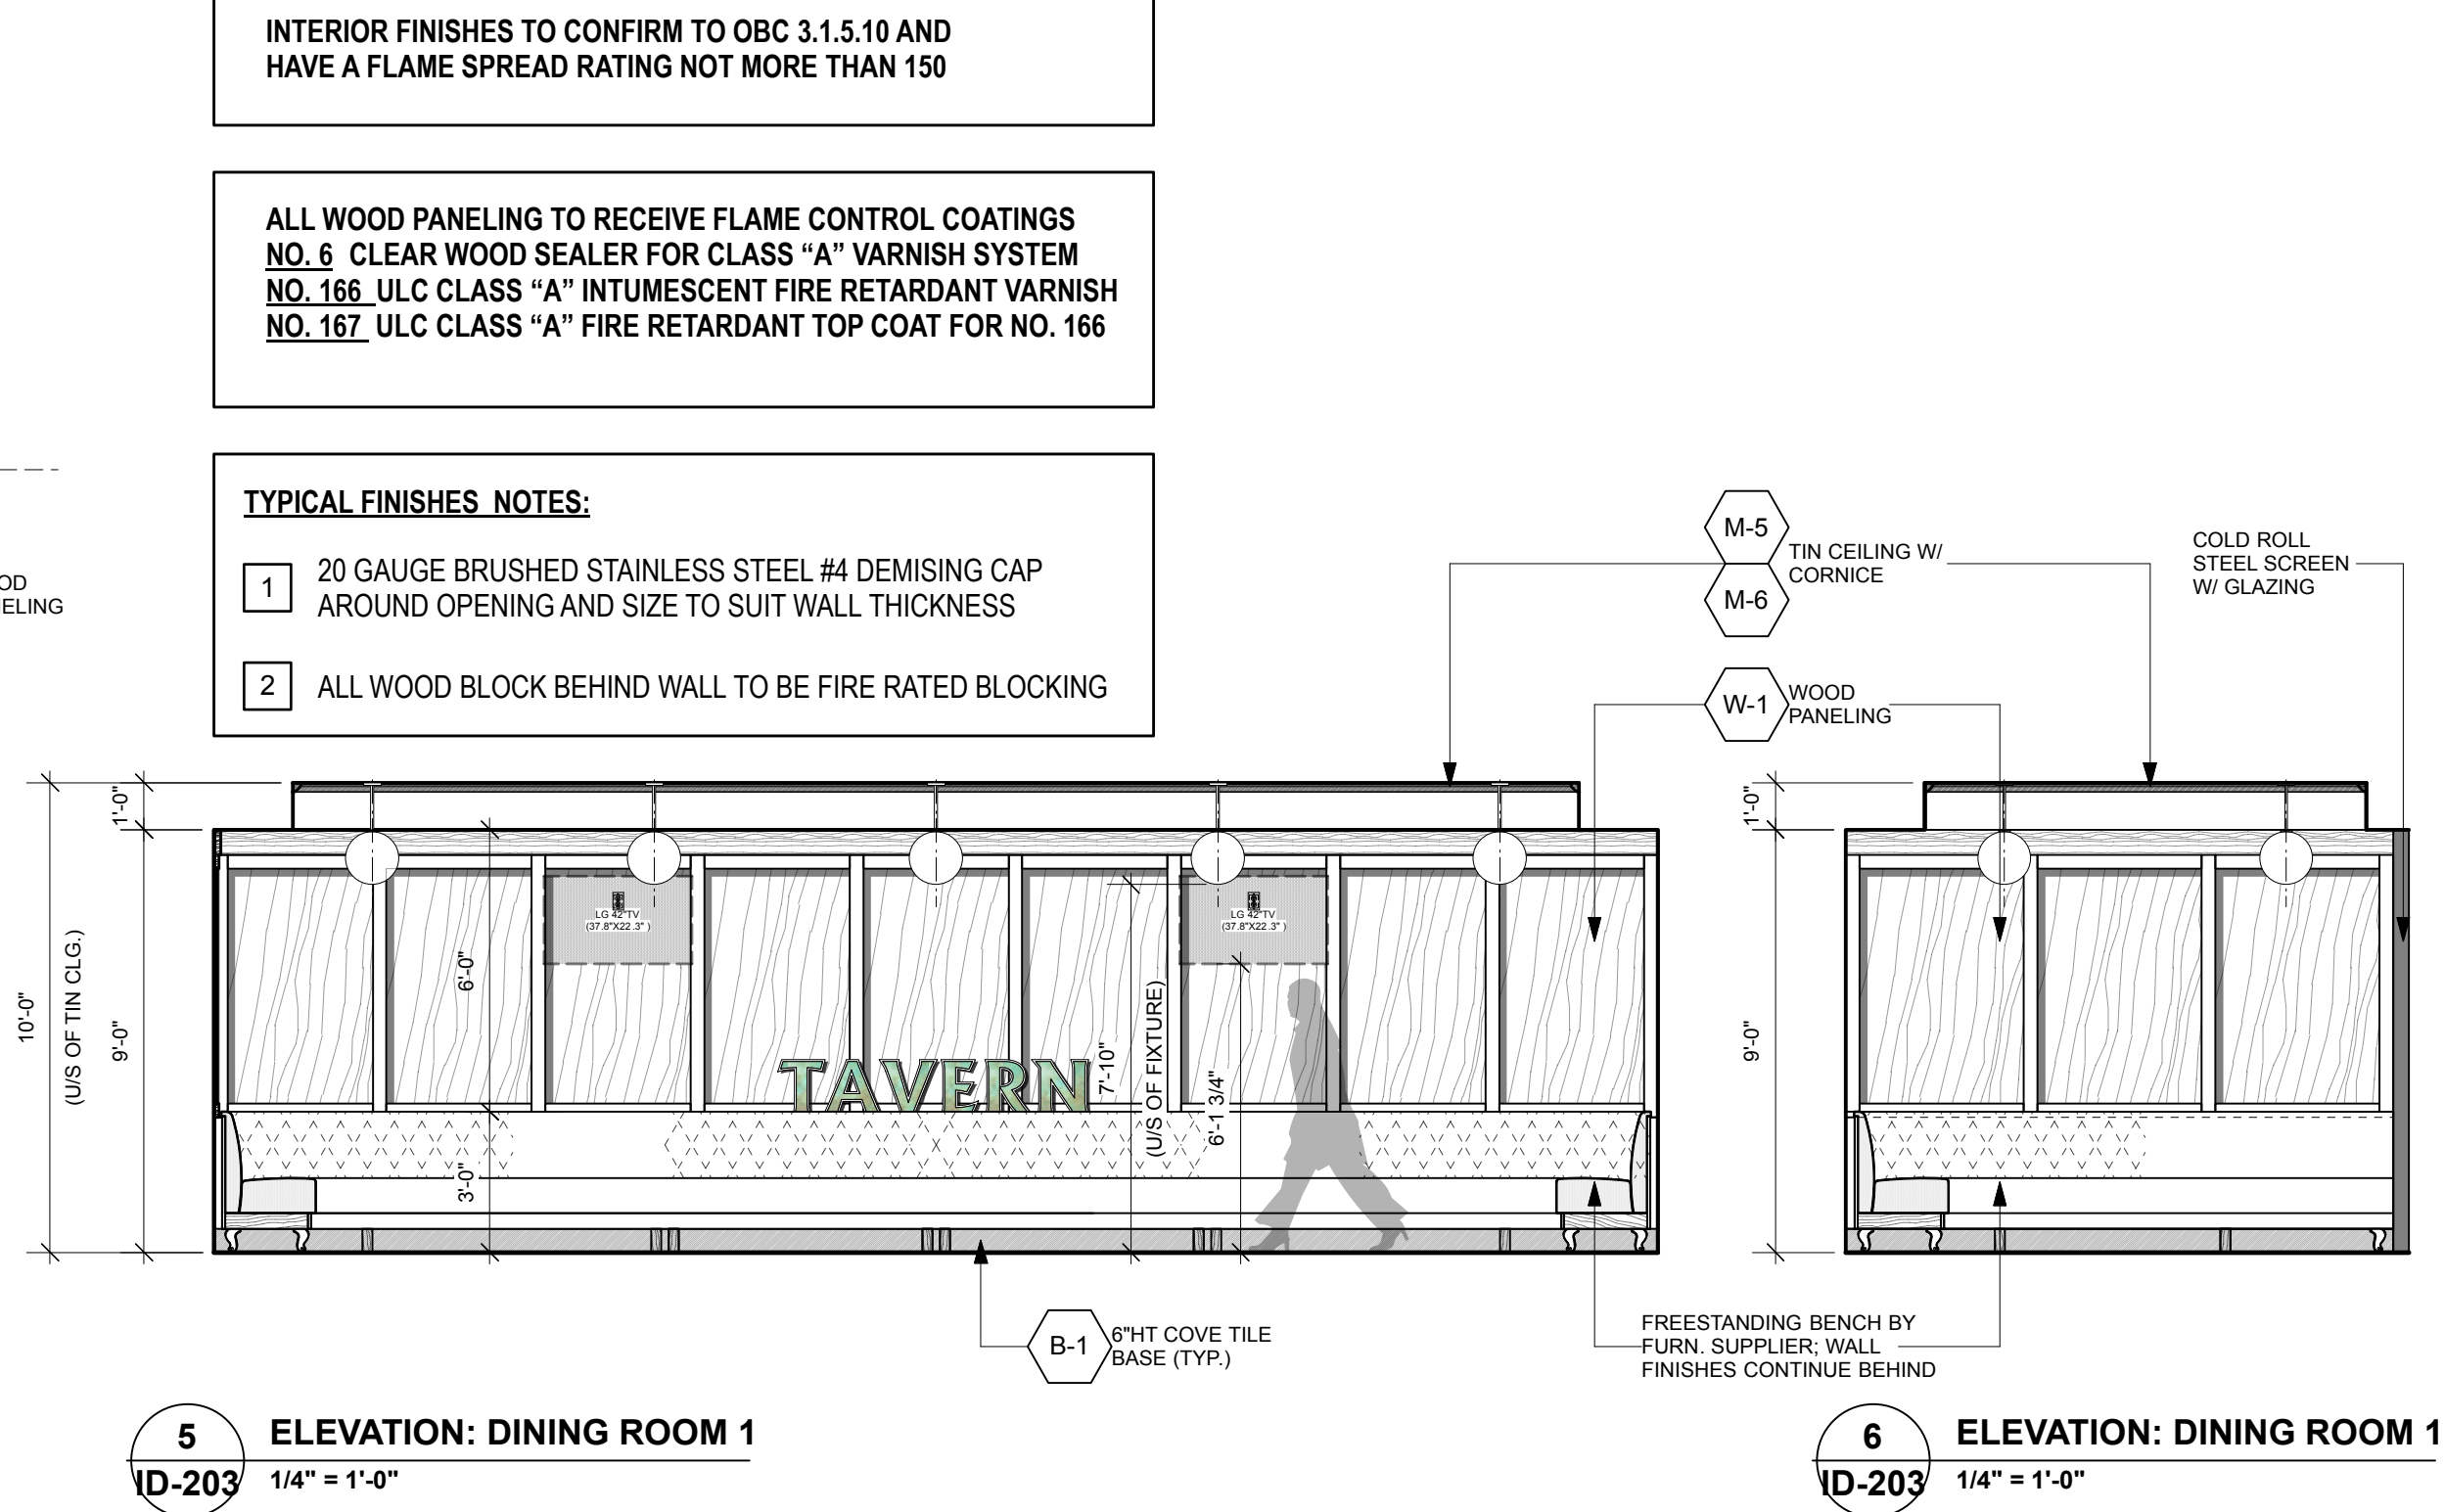 INTERIOR FINISHES TO CONFIRM TO OBC 3.1.5.10 AND
HAVE A FLAME SPREAD RATING NOT MORE THAN 150
ALL WOOD PANELING TO RECEIVE FLAME CONTROL COATINGS
NO. 6 CLEAR WOOD SEALER FOR CLASS “A” VARNISH SYSTEM
NO. 166 ULC CLASS “A” INTUMESCENT FIRE RETARDANT VARNISH
NO. 167 ULC CLASS “A” FIRE RETARDANT TOP COAT FOR NO. 166
TYPICAL FINISHES NOTES:
1 20 GAUGE BRUSHED STAINLESS STEEL #4 DEMISING CAP
AROUND OPENING AND SIZE TO SUIT WALL THICKNESS
2 ALL WOOD BLOCK BEHIND WALL TO BE FIRE RATED BLOCKING
OD
ELING
M-5
M-6
TIN CEILING W/
CORNICE
COLD ROLL
STEEL SCREEN
W/ GLAZING
W-1
WOOD
PANELING
10'-0"
(U/S OF TIN CLG.)
1'-0"
9'-0"
6'-0"
3'-0"
LG 42"TV
(37.8"X22.3" )
TAVERN
7'-10"
(U/S OF FIXTURE)
6'-1 3/4"
LG 42"TV
(37.8"X22.3" )
1'-0"
9'-0"
B-1
6"HT COVE TILE
BASE (TYP.)
FREESTANDING BENCH BY
FURN. SUPPLIER; WALL
FINISHES CONTINUE BEHIND
5
ID-203
ELEVATION: DINING ROOM 1
1/4" = 1'-0"
6
ID-203
ELEVATION: DINING ROOM 1
1/4" = 1'-0"